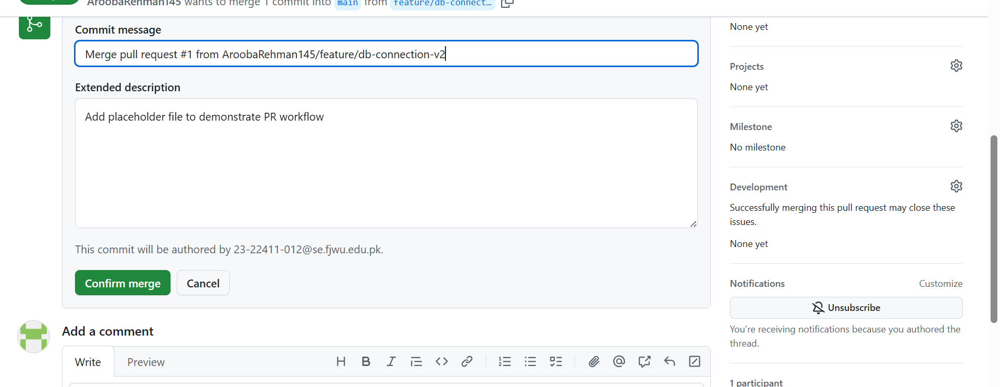 AroobaRehman145 wants to merge 1 commit into main from feature/db-connect…
Commit message
Merge pull request #1 from AroobaRehman145/feature/db-connection-v2
Extended description
Add placeholder file to demonstrate PR workflow
This commit will be authored by 23-22411-012@se.fjwu.edu.pk.
Confirm merge
Cancel
Add a comment
Write
Preview
None yet
Projects
None yet
Milestone
No milestone
Development
Successfully merging this pull request may close these
issues.
None yet
Notifications
Customize
Unsubscribe
You’re receiving notifications because you authored the
thread.
1 participant